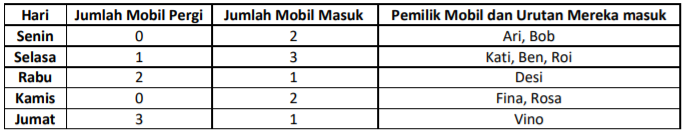 Hari Jumlah Mobil Pergi Jumlah Mobil Masuk Pemilik Mobil dan Urutan Mereka masuk
Senin 0 2 Ari, Bob
Selasa 1 3 Kati, Ben, Roi
Rabu 2 1 Desi
Kamis 0 2 Fina, Rosa
Jumat 3 1 Vino